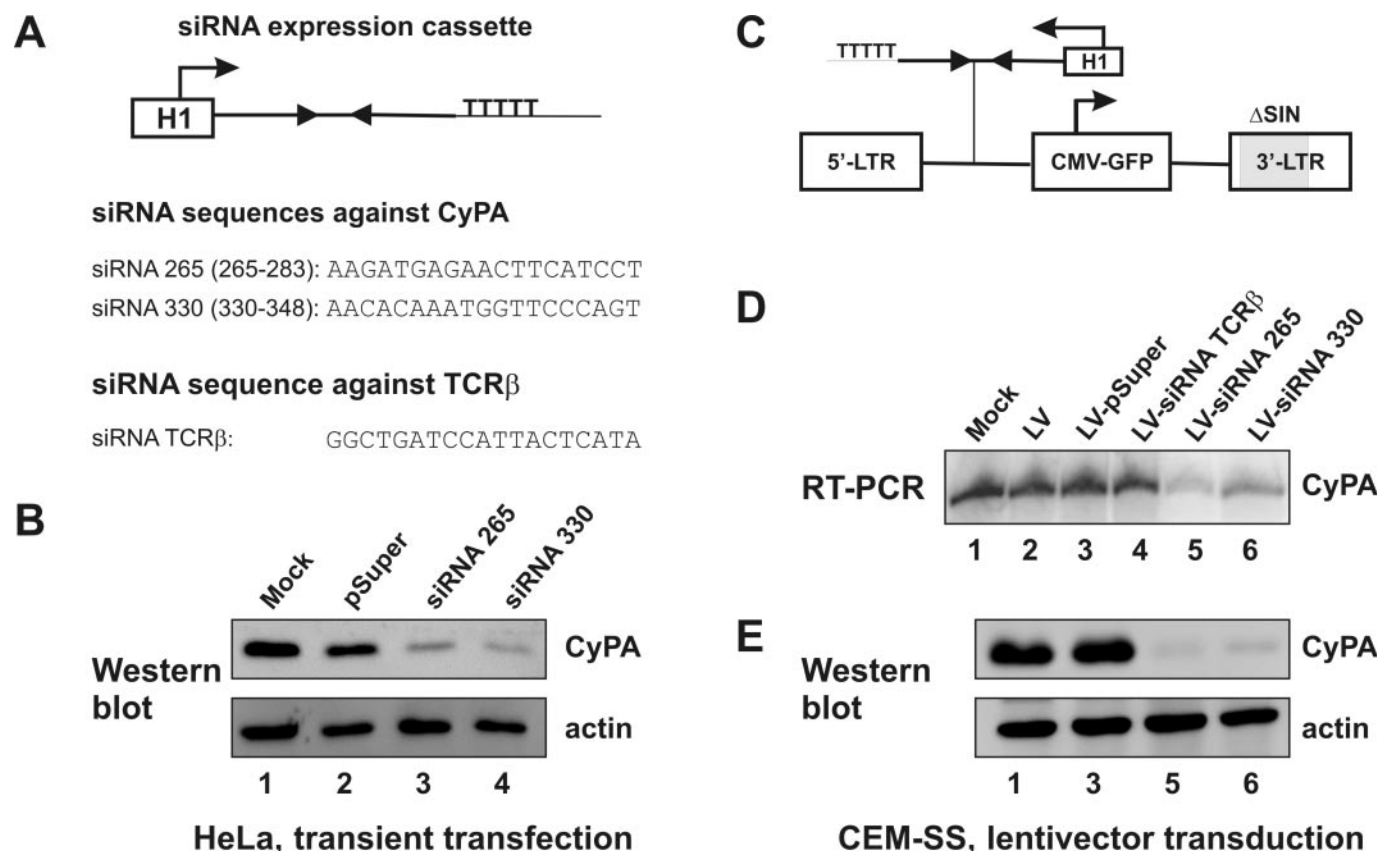 A
siRNA expression cassette
H1
TTTTT
siRNA sequences against CyPA
siRNA 265 (265-283): AAGATGAGAACTTCATCCT
siRNA 330 (330-348): AACACAAATGGTTCCCAGT
siRNA sequence against TCRβ
siRNA TCRβ: GGCTGATCCATTACTCATA
B
Mock
pSuper
siRNA 265
siRNA 330
Western
blot
CyPA
actin
1 2 3 4
HeLa, transient transfection
C
TTTTT
H1
ΔSIN
5'-LTR
CMV-GFP
3'-LTR
D
Mock
LV
LV-pSuper
LV-siRNA TCRβ
LV-siRNA 265
LV-siRNA 330
RT-PCR
CyPA
1 2 3 4 5 6
E
Western
blot
CyPA
actin
1 3 5 6
CEM-SS, lentivector transduction